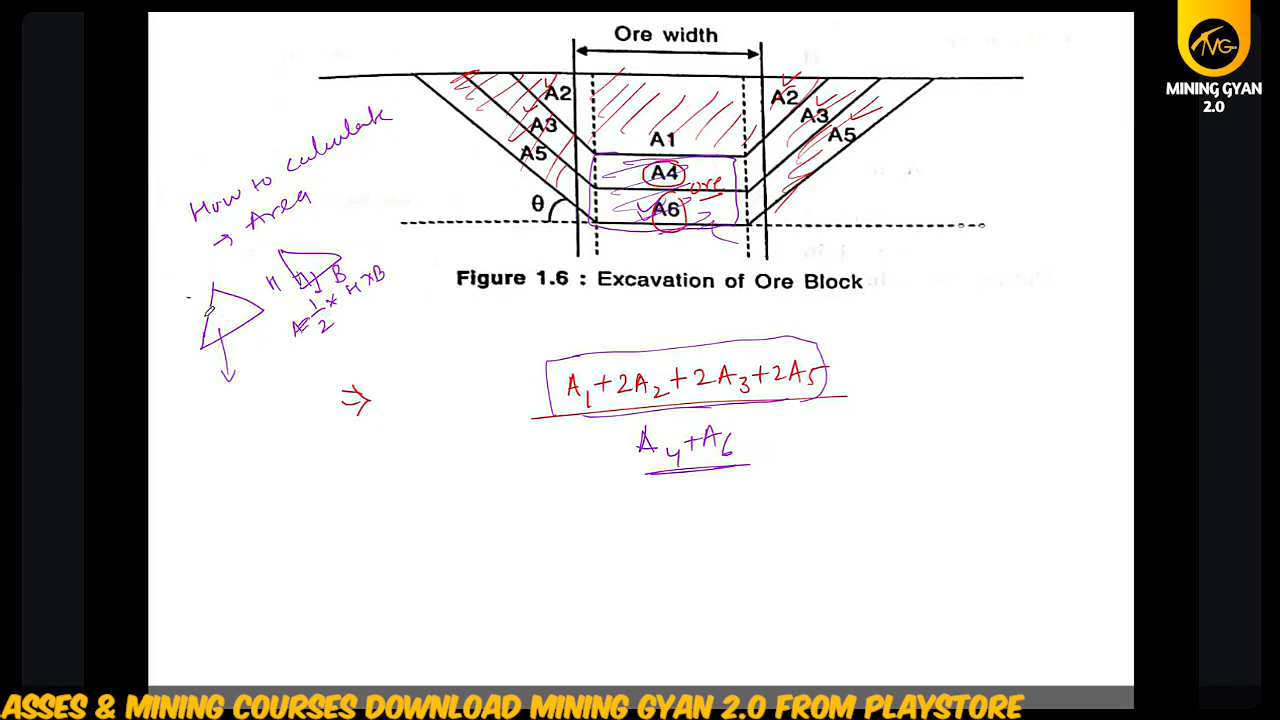 Ore width
MINING GYAN
2.0
A2
A2
A3
A3
A1
A5
A5
A4
ore
A6
θ
How to calculate
→ Area
H
B
A = 1/2 × H × B
Figure 1.6 : Excavation of Ore Block
⇒
A1 + 2A2 + 2A3 + 2A5
A4 + A6
ASSES & MINING COURSES DOWNLOAD MINING GYAN 2.0 FROM PLAYSTORE